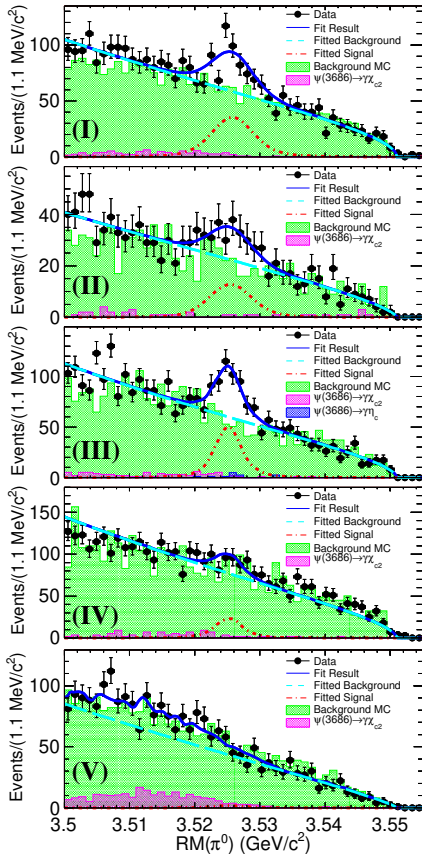 Events/(1.1 MeV/c²)
100
50
0
(I)
Data
Fit Result
Fitted Background
Fitted Signal
Background MC
ψ(3686)→γχc2
Events/(1.1 MeV/c²)
40
20
0
(II)
Data
Fit Result
Fitted Background
Fitted Signal
Background MC
ψ(3686)→γχc2
Events/(1.1 MeV/c²)
150
100
50
0
(III)
Data
Fit Result
Fitted Background
Fitted Signal
Background MC
ψ(3686)→γχc2
ψ(3686)→γηc
Events/(1.1 MeV/c²)
150
100
50
0
(IV)
Data
Fit Result
Fitted Background
Fitted Signal
Background MC
ψ(3686)→γχc2
Events/(1.1 MeV/c²)
100
50
0
(V)
Data
Fit Result
Fitted Background
Fitted Signal
Background MC
ψ(3686)→γχc2
3.5 3.51 3.52 3.53 3.54 3.55
RM(π⁰) (GeV/c²)